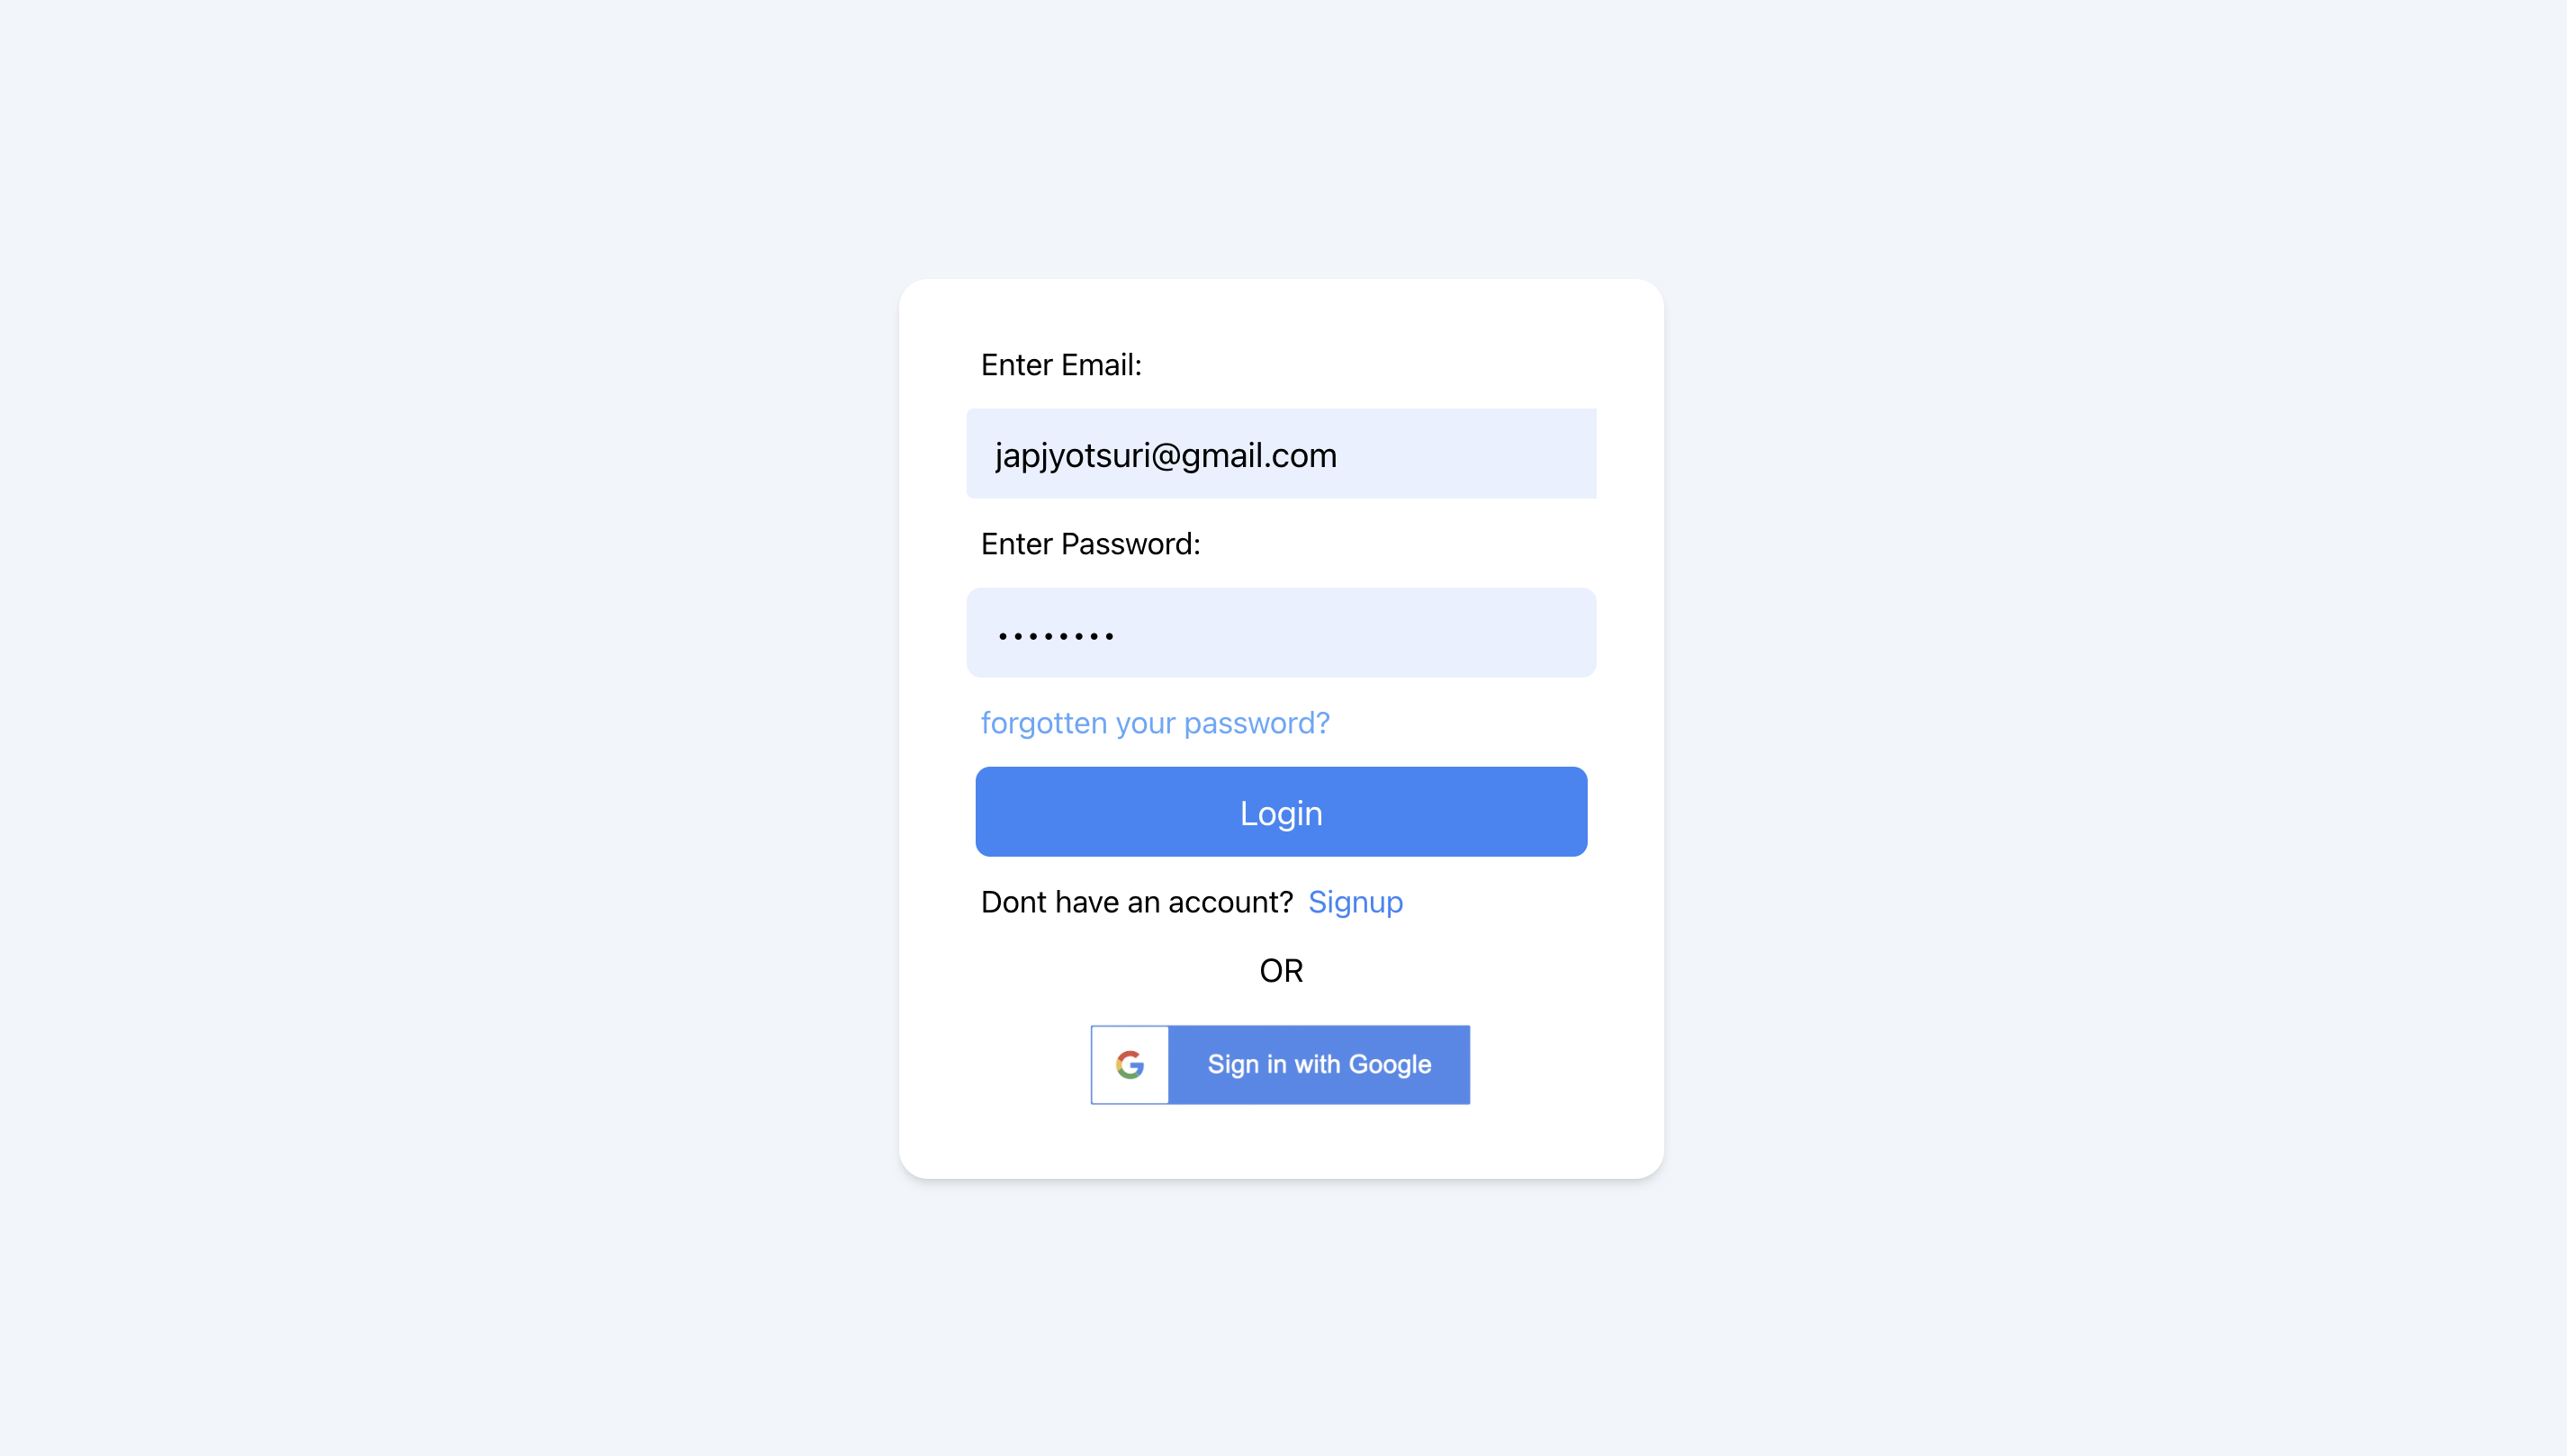 Enter Email:
japjyotsuri@gmail.com
Enter Password:
••••••••
forgotten your password?
Login
Dont have an account? Signup
OR
Sign in with Google